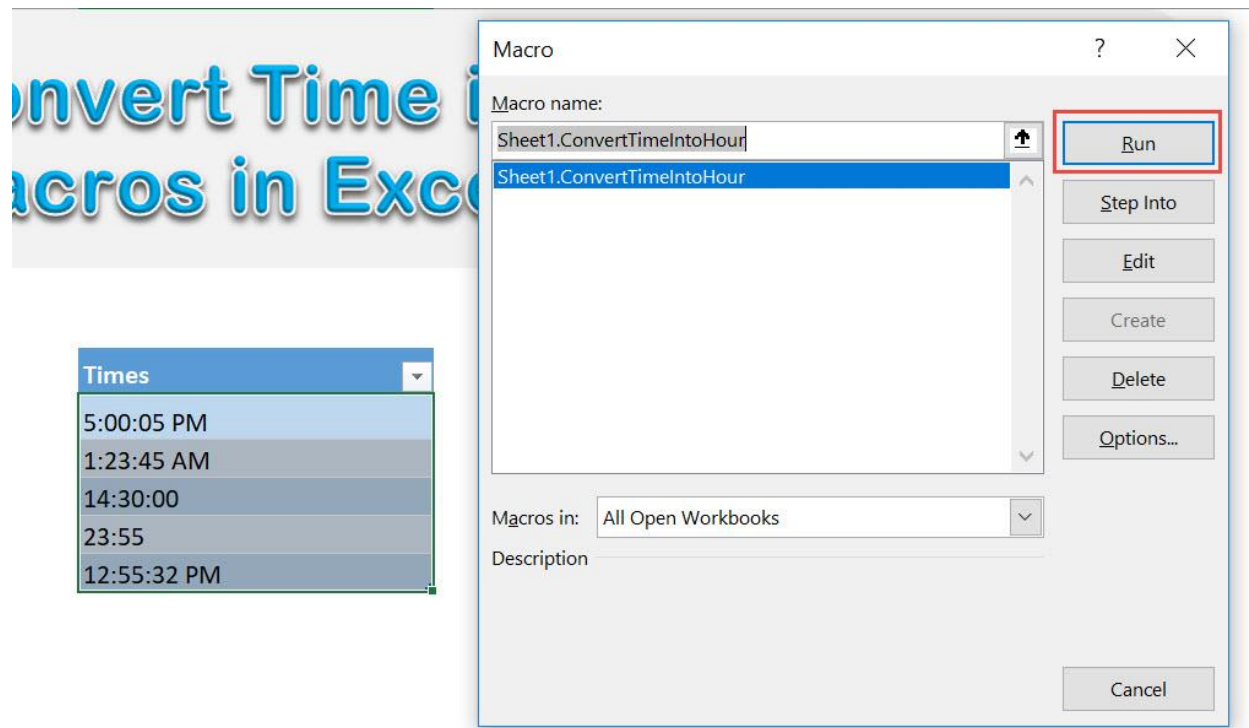 onvert Time i
acros in Exce
Times
5:00:05 PM
1:23:45 AM
14:30:00
23:55
12:55:32 PM
Macro
?
Macro name:
Sheet1.ConvertTimeIntoHour
Sheet1.ConvertTimeIntoHour
Run
Step Into
Edit
Create
Delete
Options...
Macros in: All Open Workbooks
Description
Cancel